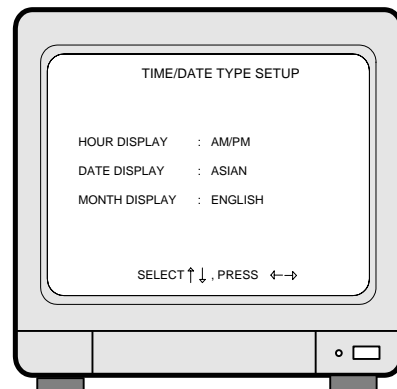 TIME/DATE TYPE SETUP
HOUR DISPLAY : AM/PM
DATE DISPLAY : ASIAN
MONTH DISPLAY : ENGLISH
SELECT ↑ ↓ , PRESS ← →